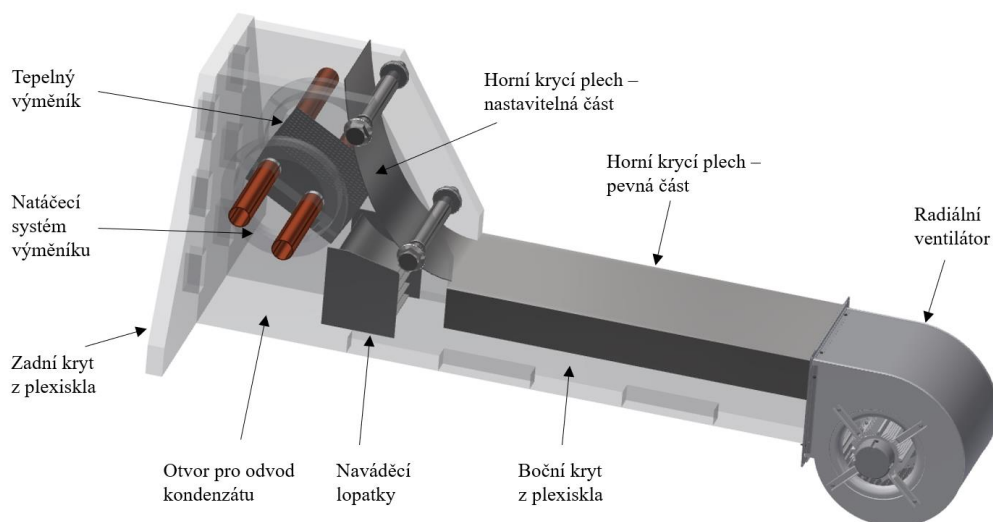 Tepelný
výměník
Horní krycí plech –
nastavitelná část
Horní krycí plech –
pevná část
Radiální
ventilátor
Natáčecí
systém
výměníku
Zadní kryt
z plexiskla
Otvor pro odvod
kondenzátu
Naváděcí
lopatky
Boční kryt
z plexiskla